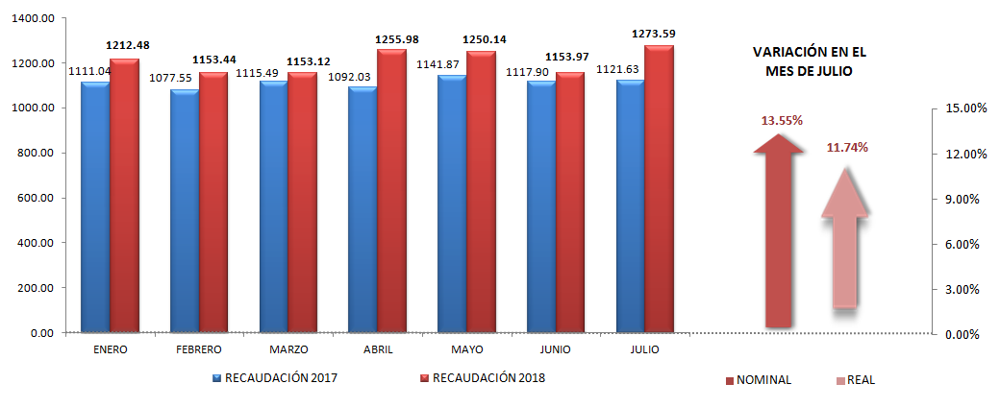 1400.00
1200.00
1000.00
800.00
600.00
400.00
200.00
0.00
1111.04
1212.48
1077.55
1153.44
1115.49
1153.12
1092.03
1255.98
1141.87
1250.14
1117.90
1153.97
1121.63
1273.59
ENERO
FEBRERO
MARZO
ABRIL
MAYO
JUNIO
JULIO
RECAUDACIÓN 2017
RECAUDACIÓN 2018
VARIACIÓN EN EL
MES DE JULIO
13.55%
11.74%
15.00%
12.00%
9.00%
6.00%
3.00%
0.00%
NOMINAL
REAL